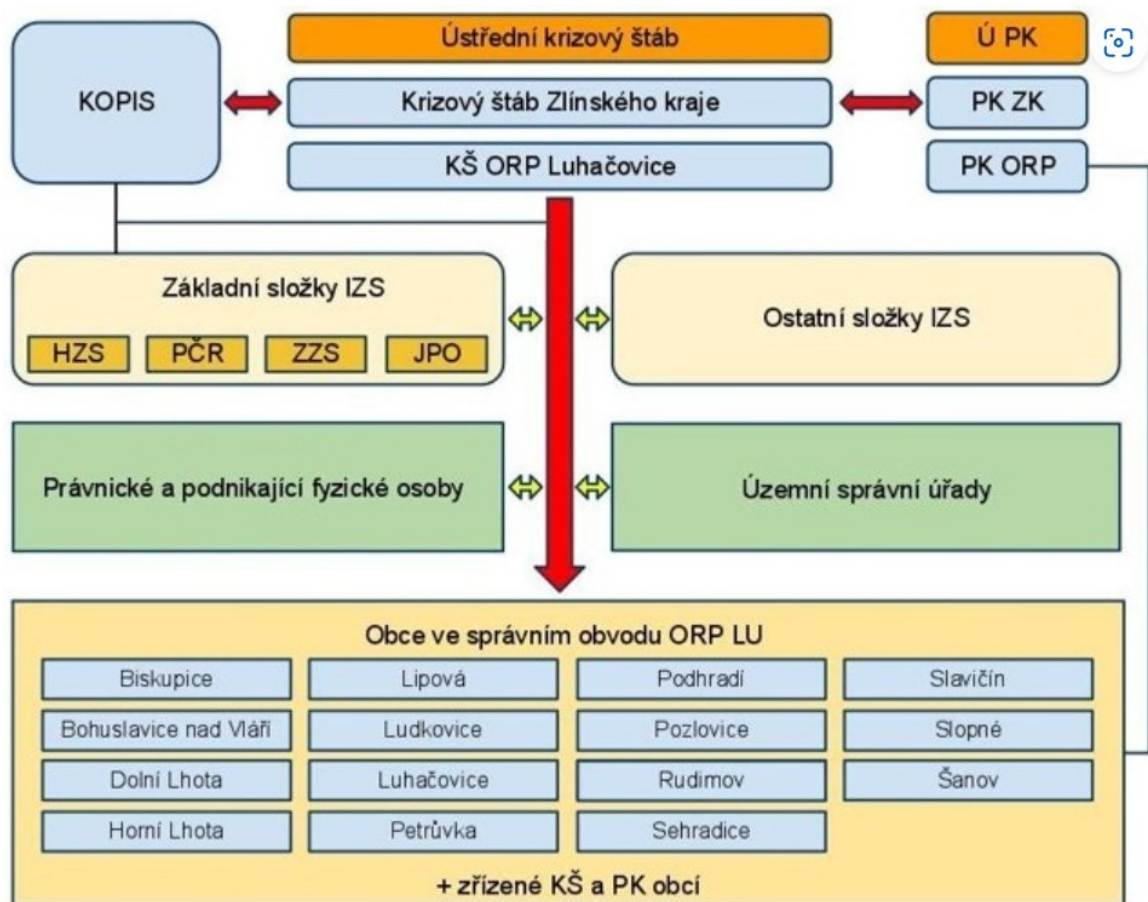 Ústřední krizový štáb
Ú PK
KOPIS
Krizový štáb Zlínského kraje
PK ZK
KŠ ORP Luhačovice
PK ORP
Základní složky IZS
HZS
PČR
ZZS
JPO
Ostatní složky IZS
Právnické a podnikající fyzické osoby
Územní správní úřady
Obce ve správním obvodu ORP LU
Biskupice
Lipová
Podhradí
Slavičín
Bohuslavice nad Vláří
Ludkovice
Pozlovice
Slopné
Dolní Lhota
Luhačovice
Rudimov
Šanov
Horní Lhota
Petrůvka
Sehradice
+ zřízené KŠ a PK obcí